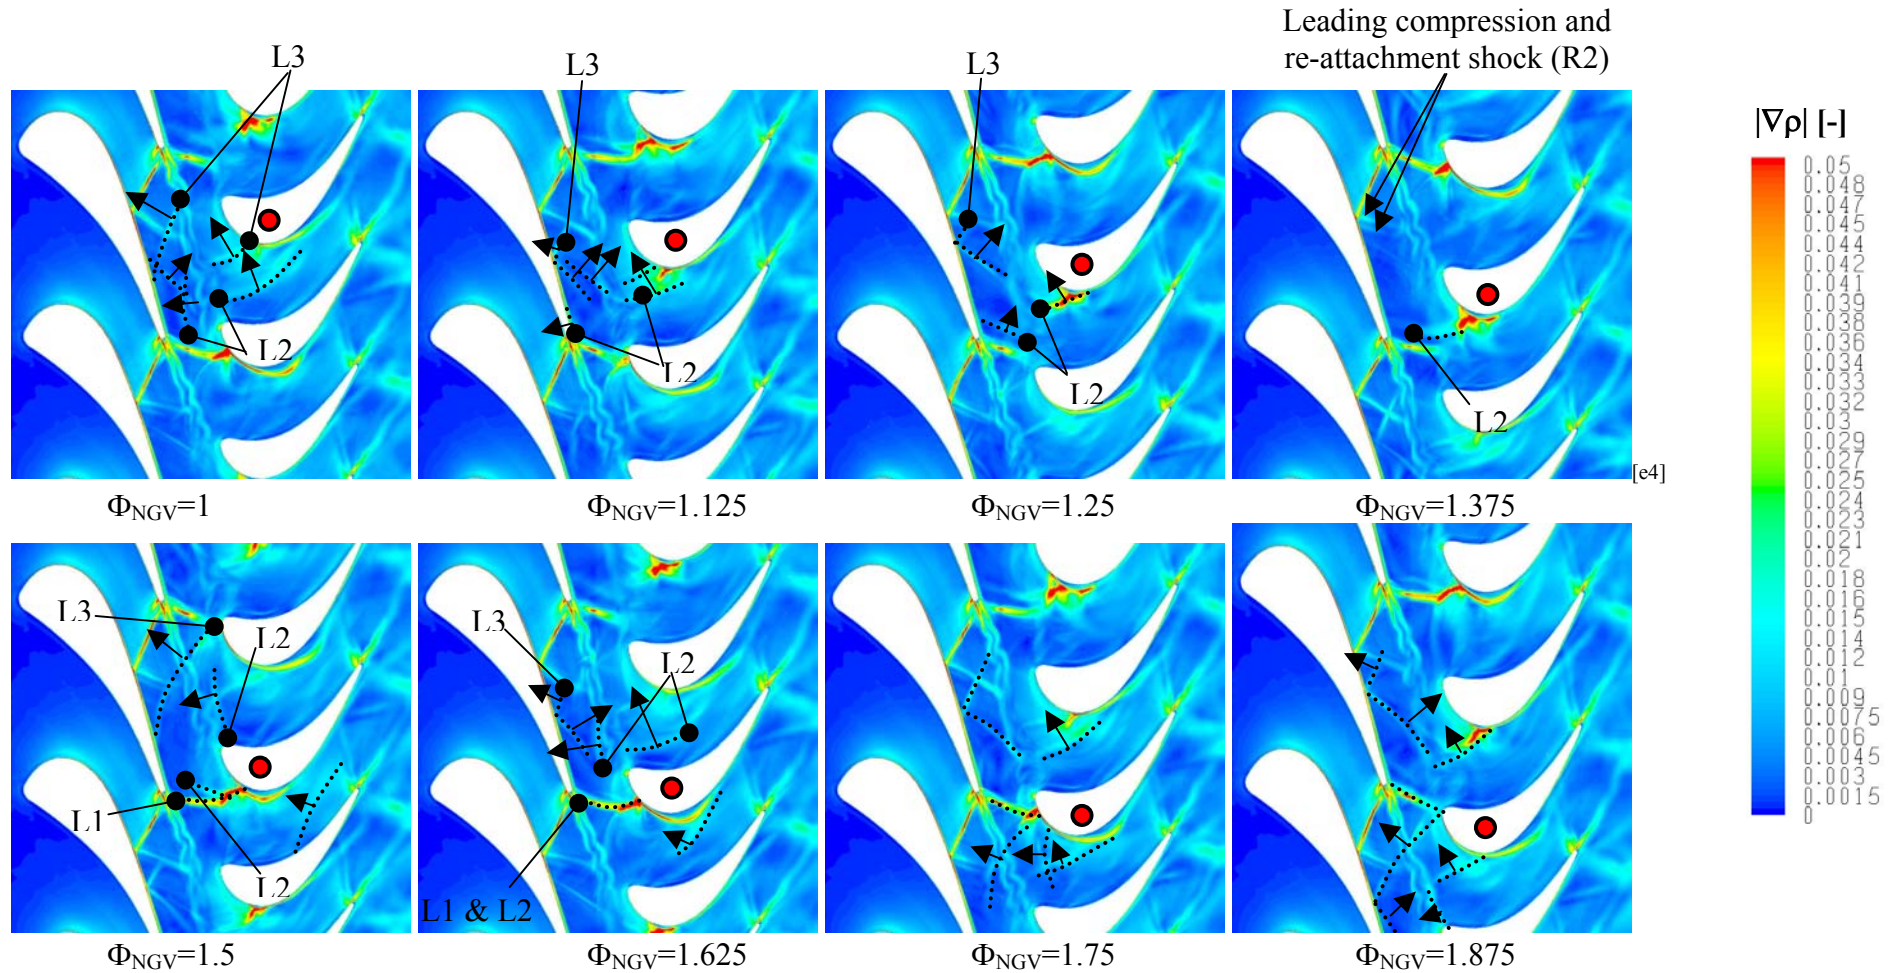 Leading compression and
re-attachment shock (R2)
L3
L3
L3
L2
L2
L2
L2
[e4]
ΦNGV=1
ΦNGV=1.125
ΦNGV=1.25
ΦNGV=1.375
L3
L2
L1
L2
L3
L2
L1 & L2
ΦNGV=1.5
ΦNGV=1.625
ΦNGV=1.75
ΦNGV=1.875
|∇ρ| [-]
0.05
0.048
0.047
0.045
0.044
0.042
0.041
0.039
0.038
0.036
0.035
0.033
0.032
0.03
0.029
0.027
0.025
0.024
0.023
0.021
0.02
0.018
0.016
0.014
0.012
0.011
0.009
0.0075
0.006
0.0045
0.003
0.0015
0